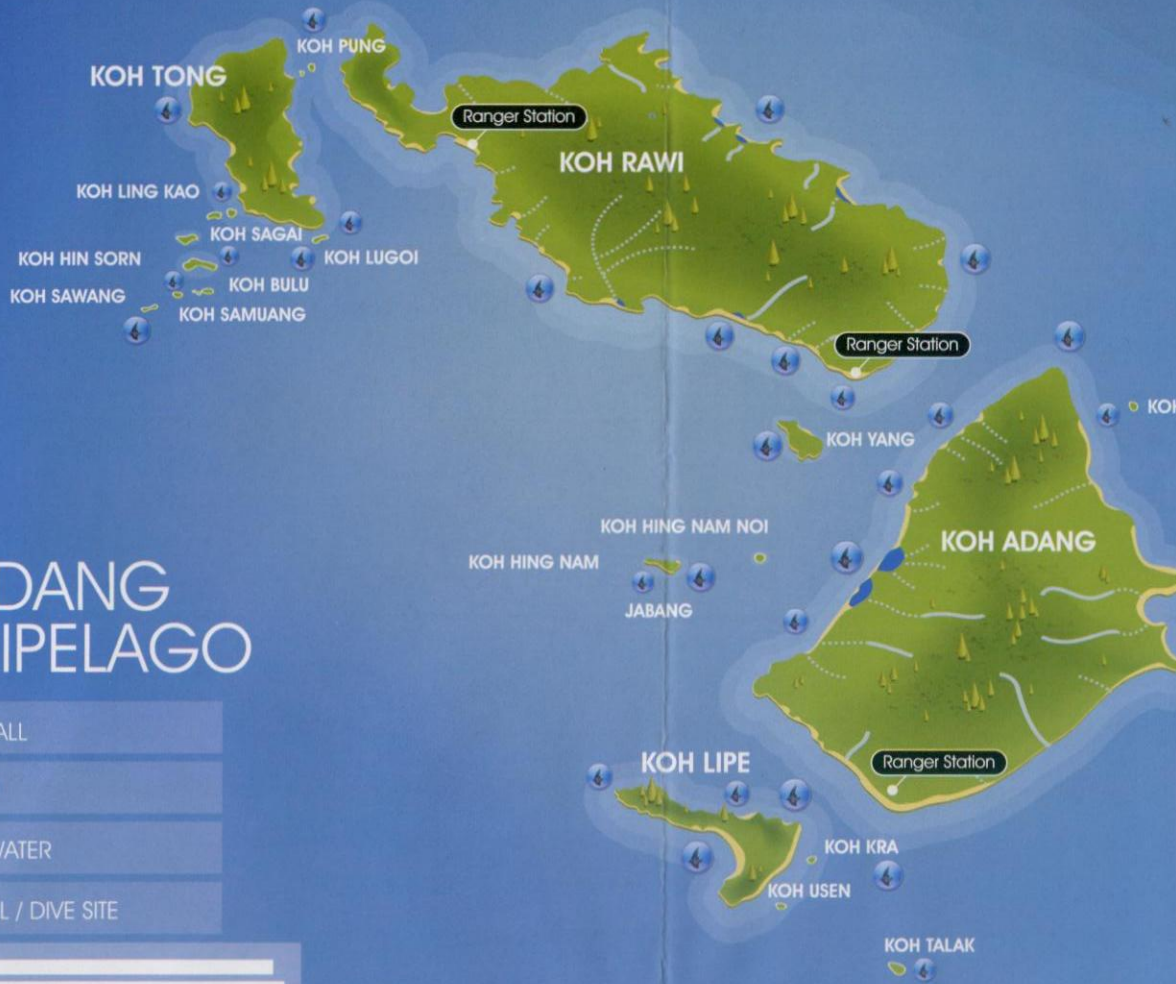 KOH PUNG
KOH TONG
Ranger Station
KOH RAWI
KOH LING KAO
KOH SAGAI
KOH LUGOI
KOH HIN SORN
KOH BULU
KOH SAWANG
KOH SAMUANG
Ranger Station
KOH
KOH YANG
KOH HING NAM NOI
KOH ADANG
KOH HING NAM
JABANG
DANG
IPELAGO
ALL
WATER
L / DIVE SITE
KOH LIPE
Ranger Station
KOH KRA
KOH USEN
KOH TALAK